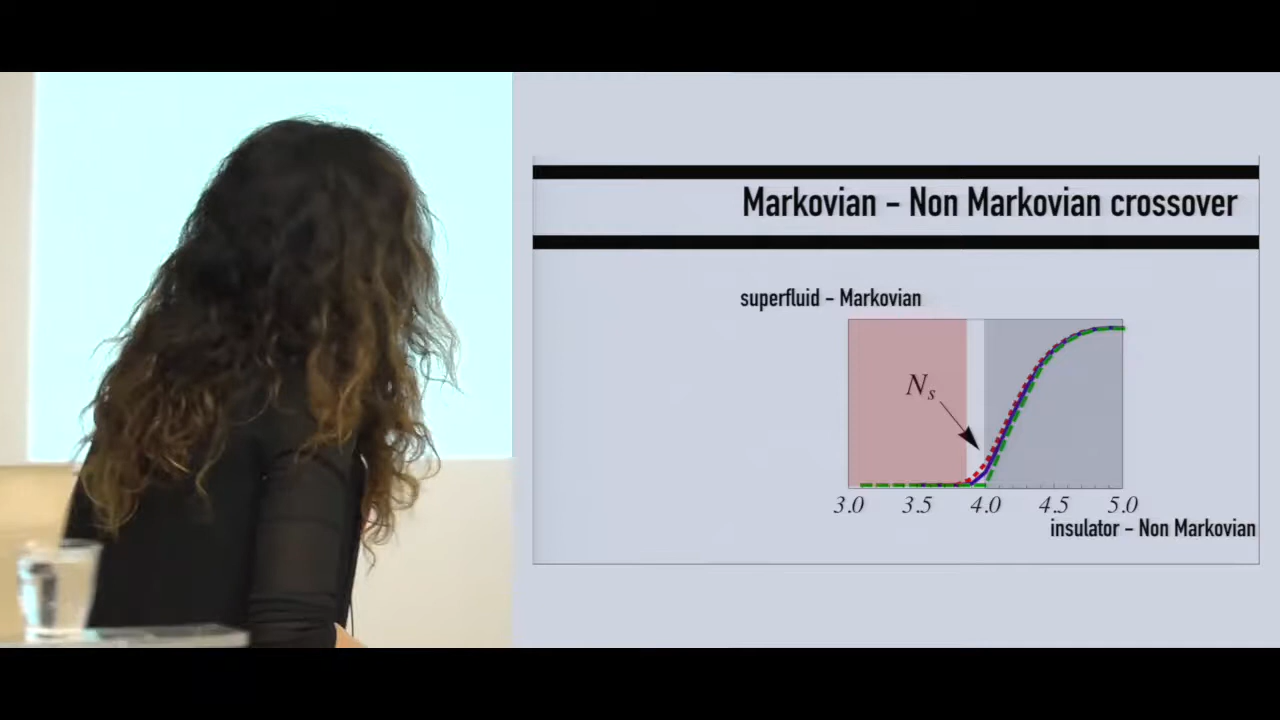 Markovian - Non Markovian crossover
superfluid - Markovian
Ns
3.0 3.5 4.0 4.5 5.0
insulator - Non Markovian